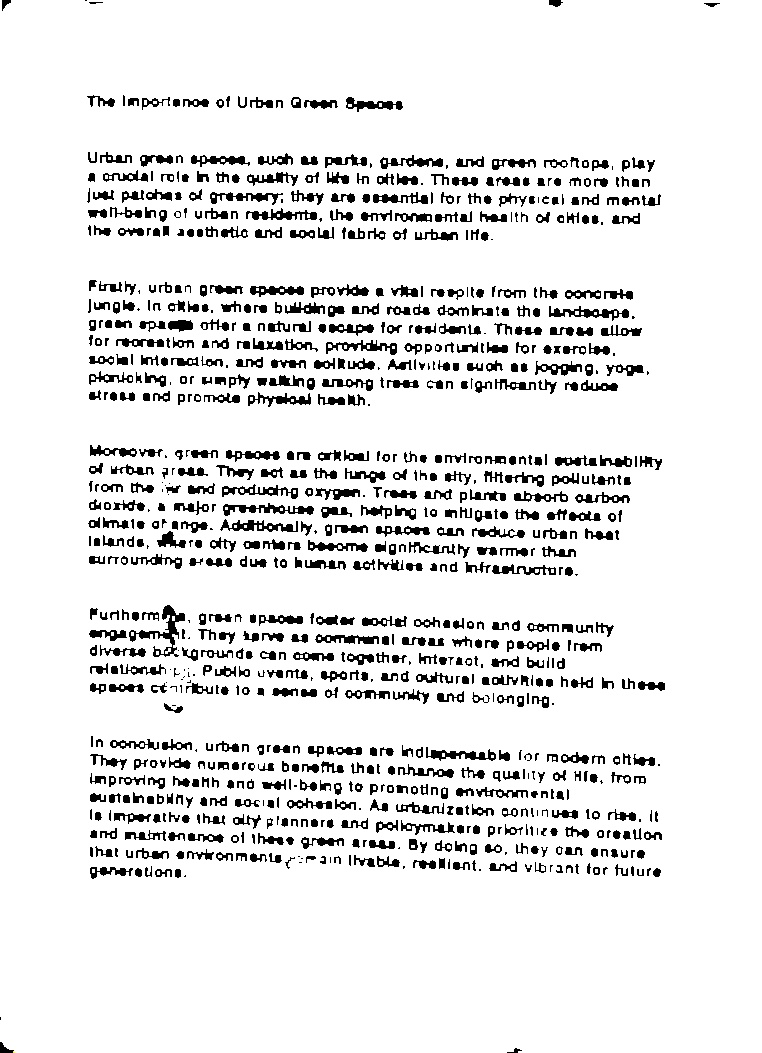 The Importance of Urban Green Spaces
Urban green spaces, such as parks, gardens, and green rooftops, play
a crucial role in the quality of life in cities. These areas are more than
just patches of greenery; they are essential for the physical and mental
well-being of urban residents, the environmental health of cities, and
the overall aesthetic and social fabric of urban life.
Firstly, urban green spaces provide a vital respite from the concrete
jungle. In cities, where buildings and roads dominate the landscape,
green spaces offer a natural escape for residents. These areas allow
for recreation and relaxation, providing opportunities for exercise,
social interaction, and even solitude. Activities such as jogging, yoga,
picnicking, or simply walking among trees can significantly reduce
stress and promote physical health.
Moreover, green spaces are critical for the environmental sustainability
of urban areas. They act as the lungs of the city, filtering pollutants
from the air and producing oxygen. Trees and plants absorb carbon
dioxide, a major greenhouse gas, helping to mitigate the effects of
climate change. Additionally, green spaces can reduce urban heat
islands, where city centers become significantly warmer than
surrounding areas due to human activities and infrastructure.
Furthermore, green spaces foster social cohesion and community
engagement. They serve as communal areas where people from
diverse backgrounds can come together, interact, and build
relationships. Public events, sports, and cultural activities held in these
spaces contribute to a sense of community and belonging.
In conclusion, urban green spaces are indispensable for modern cities.
They provide numerous benefits that enhance the quality of life, from
improving health and well-being to promoting environmental
sustainability and social cohesion. As urbanization continues to rise, it
is imperative that city planners and policymakers prioritize the creation
and maintenance of these green areas. By doing so, they can ensure
that urban environments remain livable, resilient, and vibrant for future
generations.